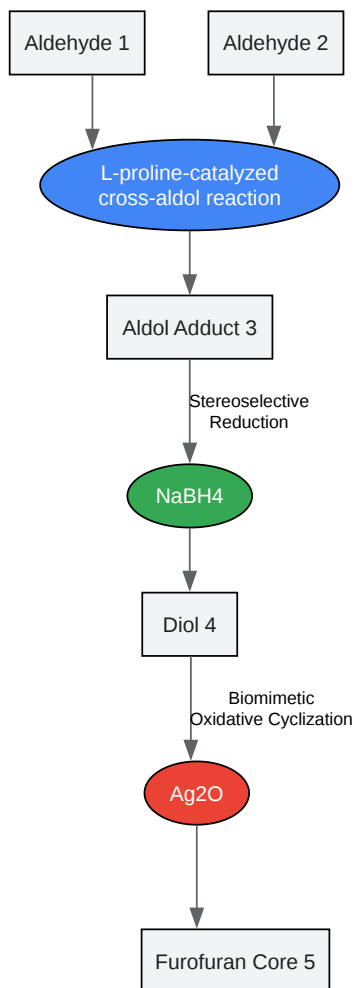 Aldehyde 1
Aldehyde 2
L-proline-catalyzed
cross-aldol reaction
Aldol Adduct 3
Stereoselective
Reduction
NaBH4
Diol 4
Biomimetic
Oxidative Cyclization
Ag2O
Furofuran Core 5